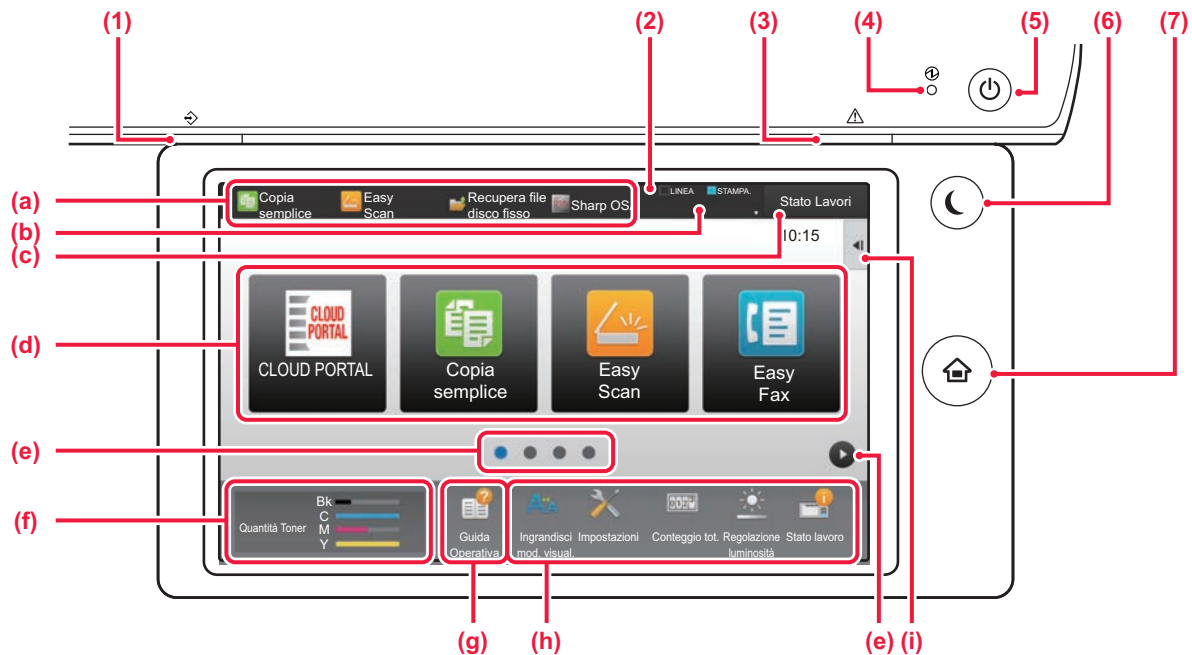 (1)
(2)
(3)
(4)
(5)
(6)
(7)
(a)
Copia
semplice
Easy
Scan
Recupera file
disco fisso
Sharp OS
LINEA
STAMPA.
Stato Lavori
(b)
(c)
10:15
(d)
CLOUD
PORTAL
CLOUD PORTAL
Copia
semplice
Easy
Scan
Easy
Fax
(e)
(f)
Quantità Toner
Bk
C
M
Y
Guida
Operativa
Ingrandisci
mod. visual.
Impostazioni
Conteggio tot.
Regolazione
luminosità
Stato lavoro
(g)
(h)
(e)
(i)